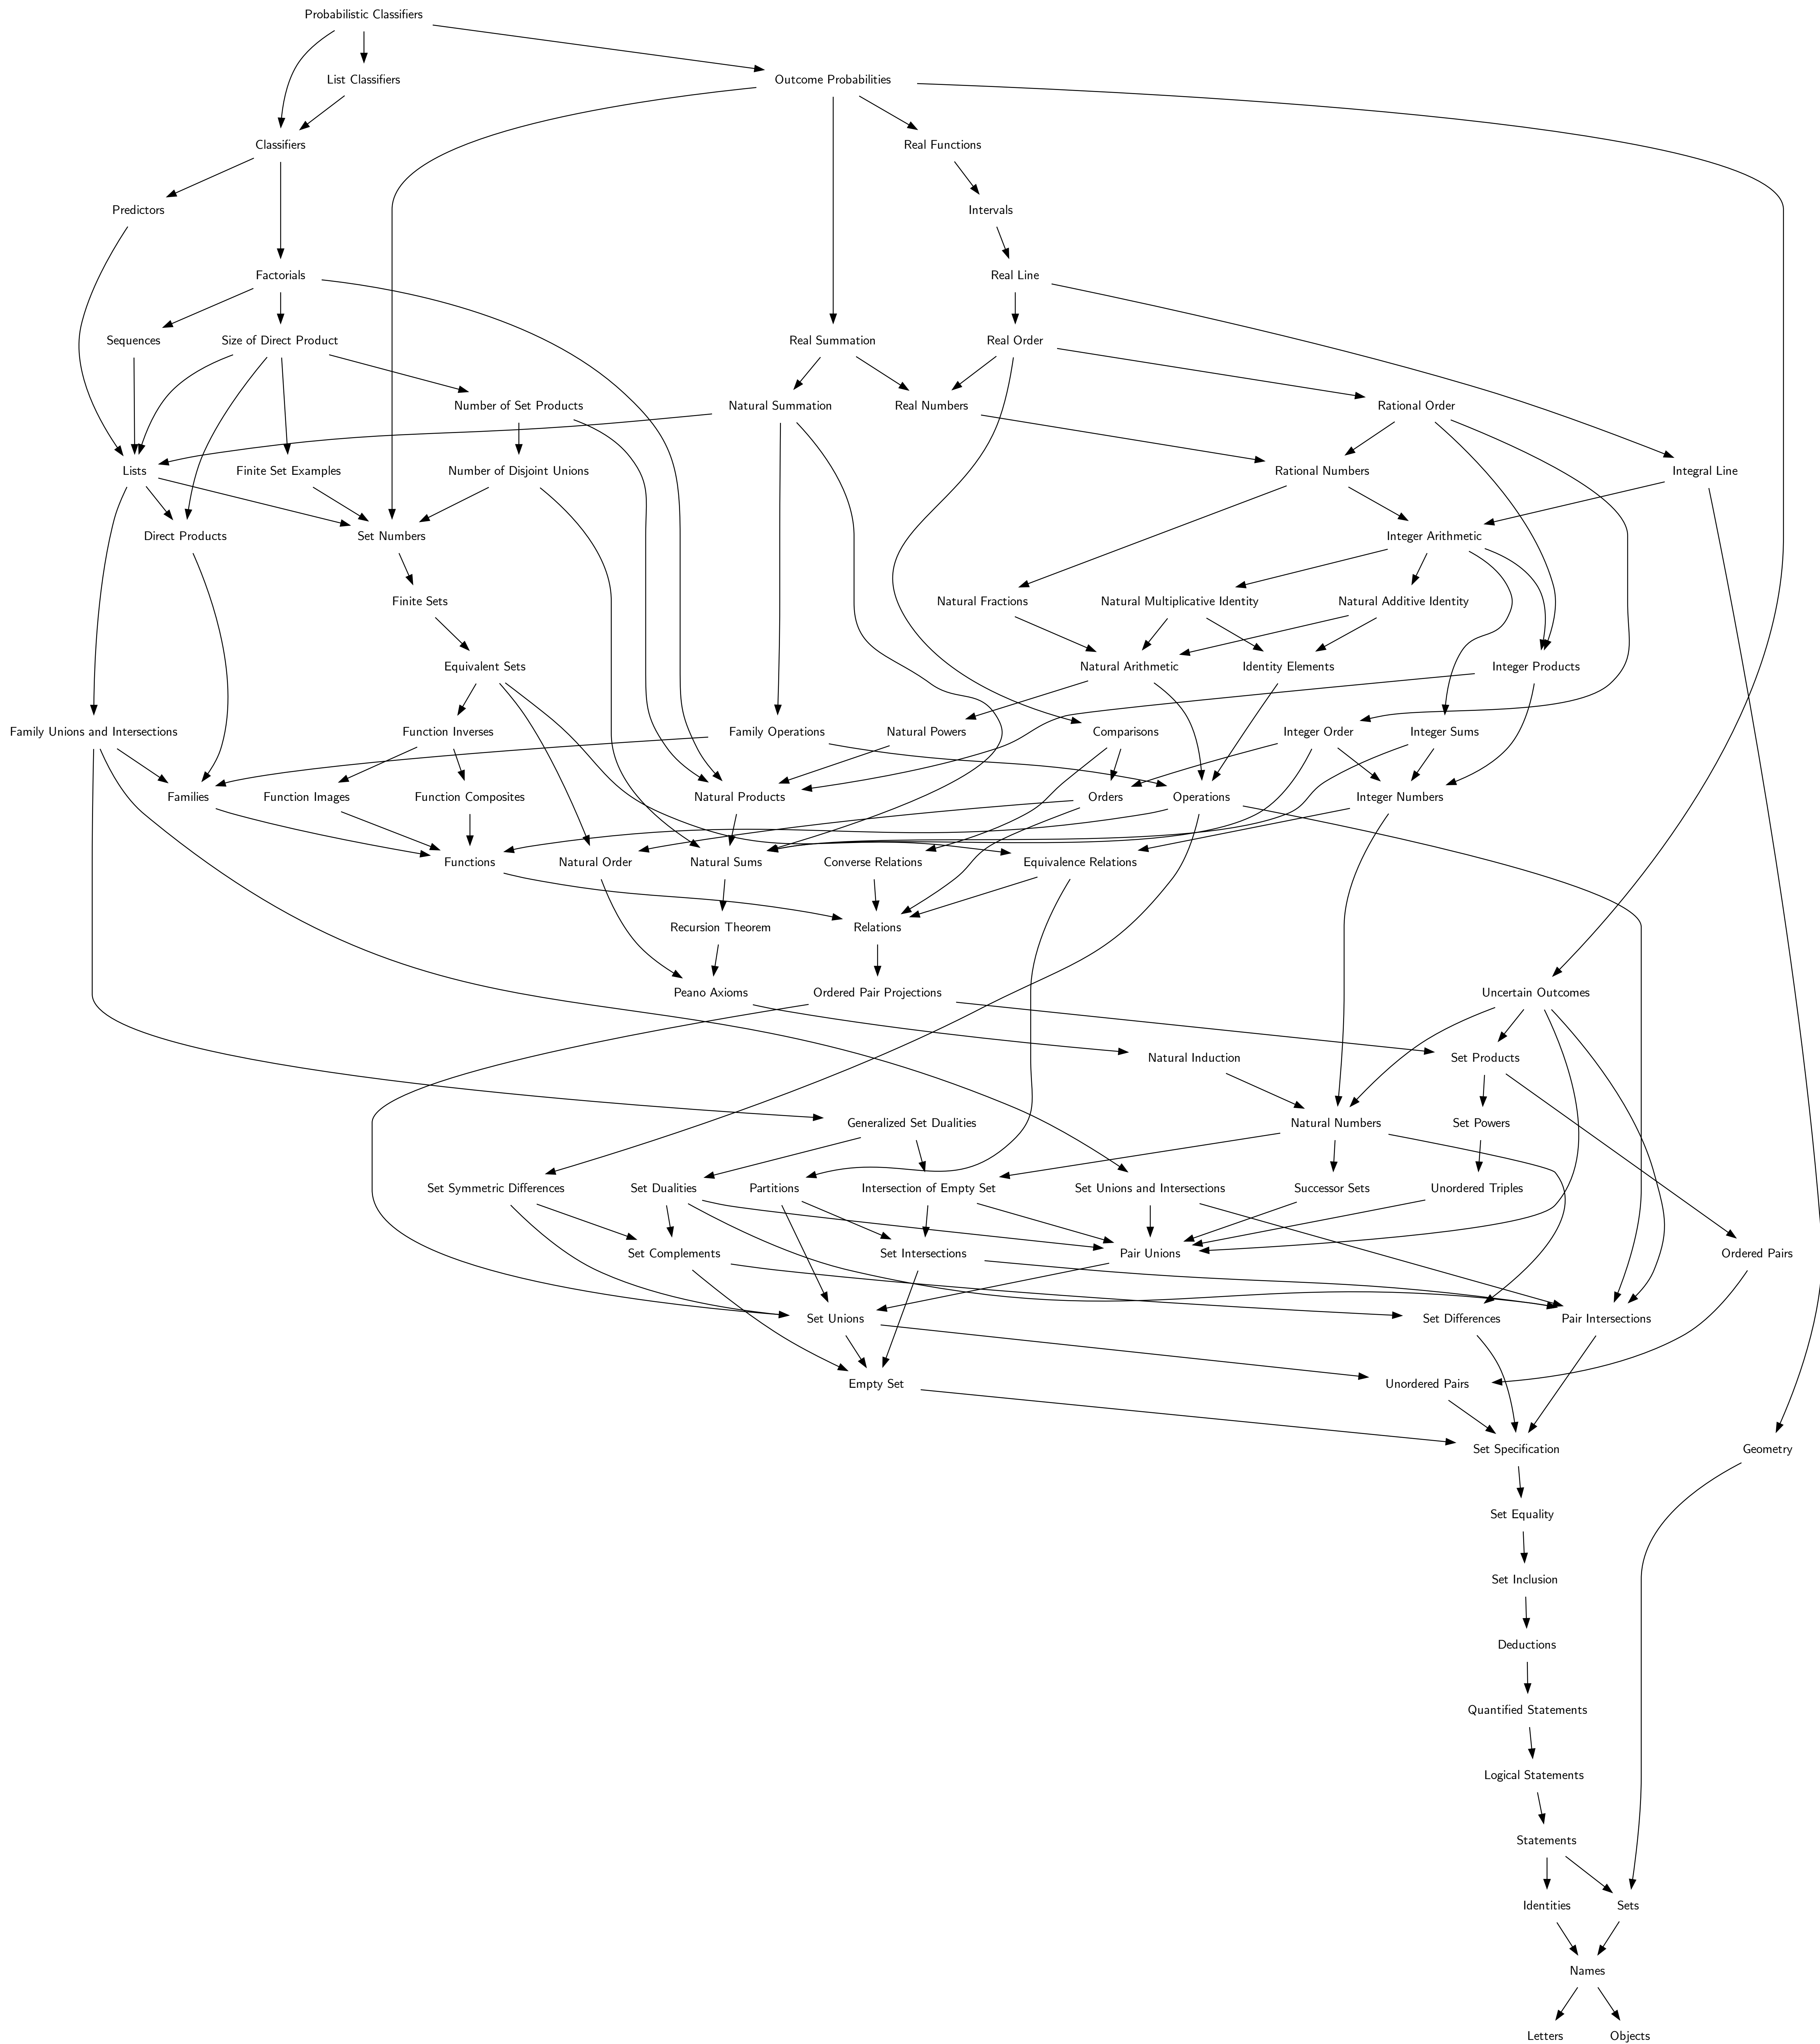 Probabilistic Classifiers
List Classifiers
Outcome Probabilities
Classifiers
Real Functions
Predictors
Intervals
Factorials
Real Line
Sequences
Size of Direct Product
Real Summation
Real Order
Number of Set Products
Natural Summation
Real Numbers
Rational Order
Lists
Finite Set Examples
Number of Disjoint Unions
Rational Numbers
Integral Line
Direct Products
Set Numbers
Integer Arithmetic
Finite Sets
Natural Fractions
Natural Multiplicative Identity
Natural Additive Identity
Equivalent Sets
Natural Arithmetic
Identity Elements
Integer Products
Family Unions and Intersections
Function Inverses
Family Operations
Natural Powers
Comparisons
Integer Order
Integer Sums
Families
Function Images
Function Composites
Natural Products
Orders
Operations
Integer Numbers
Functions
Natural Order
Natural Sums
Converse Relations
Equivalence Relations
Recursion Theorem
Relations
Peano Axioms
Ordered Pair Projections
Uncertain Outcomes
Natural Induction
Set Products
Generalized Set Dualities
Natural Numbers
Set Powers
Set Symmetric Differences
Set Dualities
Partitions
Intersection of Empty Set
Set Unions and Intersections
Successor Sets
Unordered Triples
Set Complements
Set Intersections
Pair Unions
Ordered Pairs
Set Unions
Set Differences
Pair Intersections
Empty Set
Unordered Pairs
Set Specification
Geometry
Set Equality
Set Inclusion
Deductions
Quantified Statements
Logical Statements
Statements
Identities
Sets
Names
Letters
Objects